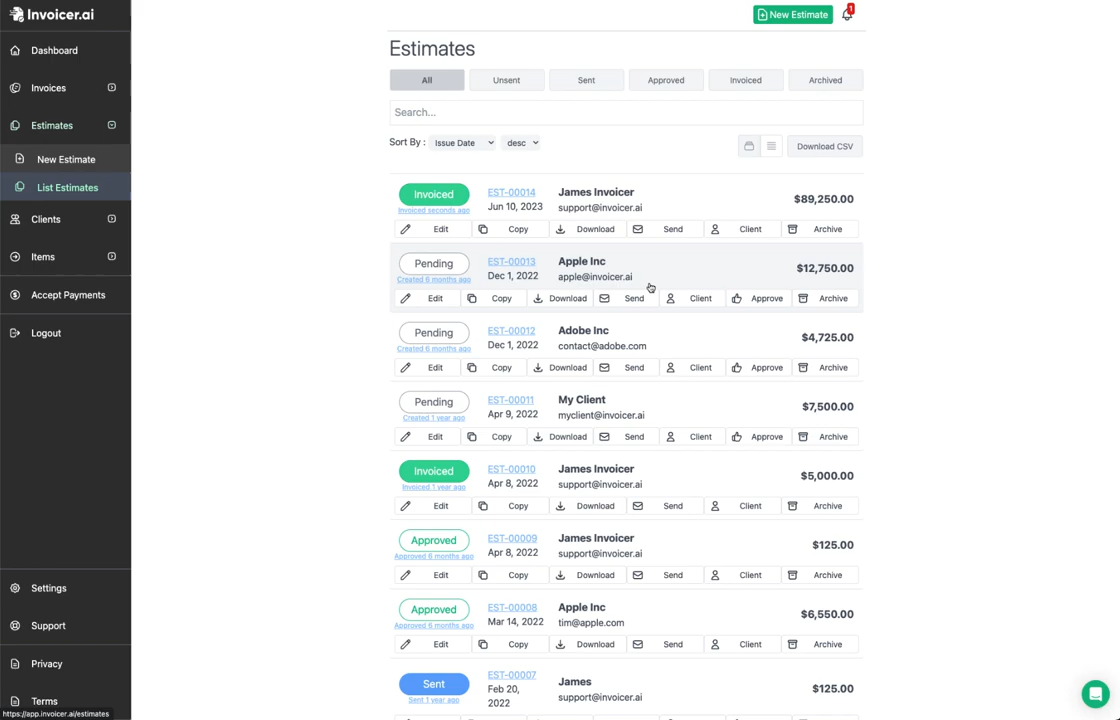 Invoicer.ai
New Estimate
1
Dashboard
Invoices
Estimates
New Estimate
List Estimates
Clients
Items
Accept Payments
Logout
Settings
Support
Privacy
Terms
https://app.invoicer.ai/estimates
Estimates
All Unsent Sent Approved Invoiced Archived
Search...
Sort By : Issue Date desc
Download CSV
Invoiced EST-00014 James Invoicer
$89,250.00
Invoiced seconds ago Jun 10, 2023 support@invoicer.ai
Edit Copy Download Send Client Archive
Pending EST-00013 Apple Inc
$12,750.00
Created 6 months ago Dec 1, 2022 apple@invoicer.ai
Edit Copy Download Send Client Approve Archive
Pending EST-00012 Adobe Inc
$4,725.00
Created 6 months ago Dec 1, 2022 contact@adobe.com
Edit Copy Download Send Client Approve Archive
Pending EST-00011 My Client
$7,500.00
Created 1 year ago Apr 9, 2022 myclient@invoicer.ai
Edit Copy Download Send Client Approve Archive
Invoiced EST-00010 James Invoicer
$5,000.00
Invoiced 1 year ago Apr 8, 2022 support@invoicer.ai
Edit Copy Download Send Client Archive
Approved EST-00009 James Invoicer
$125.00
Approved 6 months ago Apr 8, 2022 support@invoicer.ai
Edit Copy Download Send Client Archive
Approved EST-00008 Apple Inc
$6,550.00
Approved 6 months ago Mar 14, 2022 tim@apple.com
Edit Copy Download Send Client Archive
Sent EST-00007 James
$125.00
Sent 1 year ago Feb 20, 2022 support@invoicer.ai